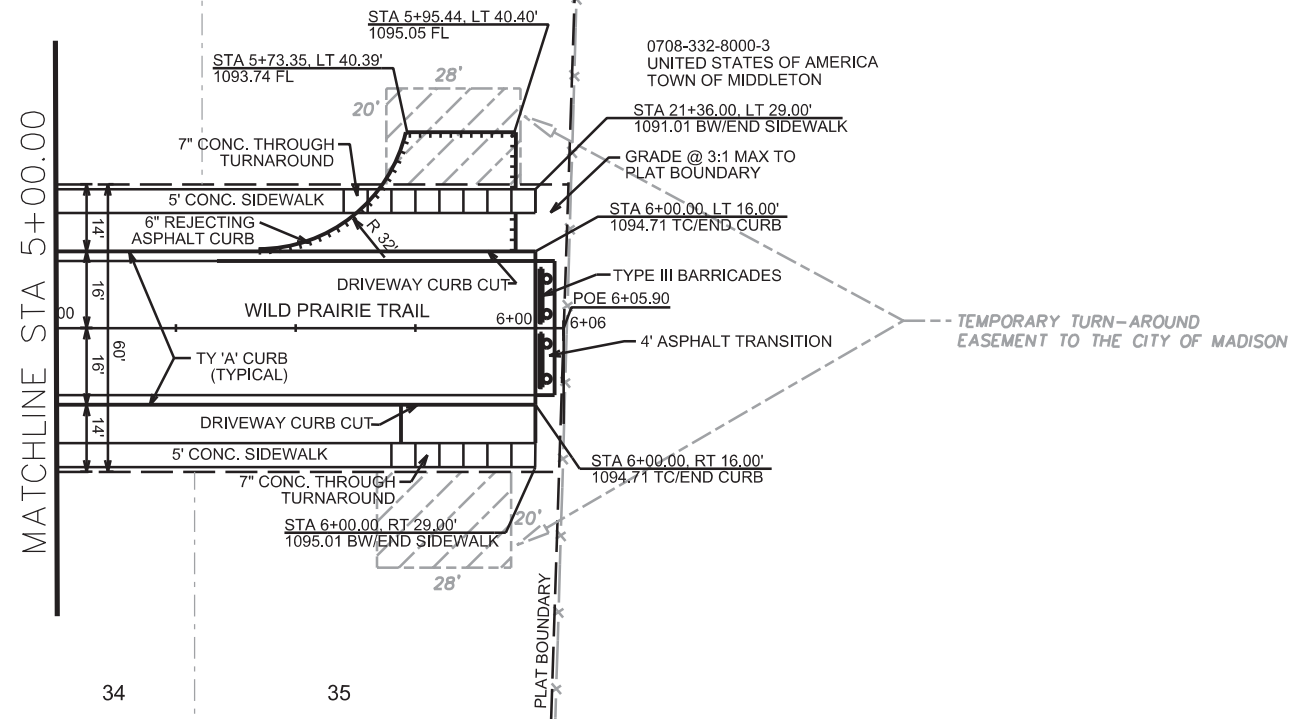 STA 5+95.44, LT 40.40'
1095.05 FL
STA 5+73.35, LT 40.39'
1093.74 FL
0708-332-8000-3
UNITED STATES OF AMERICA
TOWN OF MIDDLETON
28'
20'
STA 21+36.00, LT 29.00'
1091.01 BW/END SIDEWALK
7" CONC. THROUGH
TURNAROUND
GRADE @ 3:1 MAX TO
PLAT BOUNDARY
5' CONC. SIDEWALK
6" REJECTING
ASPHALT CURB
R 32'
STA 6+00.00, LT 16.00'
1094.71 TC/END CURB
14'
MATCHLINE STA 5+00.00
DRIVEWAY CURB CUT
TYPE III BARRICADES
16'
WILD PRAIRIE TRAIL
POE 6+05.90
00
6+00
6+06
TEMPORARY TURN-AROUND
EASEMENT TO THE CITY OF MADISON
4' ASPHALT TRANSITION
60'
16'
TY 'A' CURB
(TYPICAL)
DRIVEWAY CURB CUT
14'
5' CONC. SIDEWALK
STA 6+00.00, RT 16.00'
1094.71 TC/END CURB
7" CONC. THROUGH
TURNAROUND
STA 6+00.00, RT 29.00'
1095.01 BW/END SIDEWALK
20'
28'
PLAT BOUNDARY
34
35